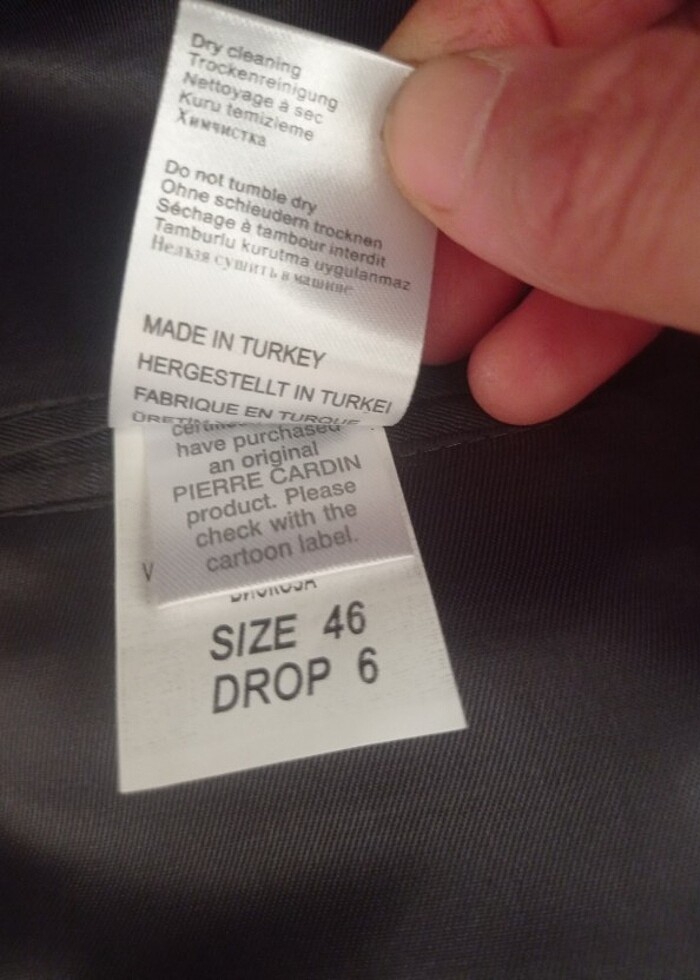 Dry cleaning
Trockenreinigung
Nettoyage à sec
Kuru temizleme
Химчистка
Do not tumble dry
Ohne schleudern trocknen
Séchage à tambour interdit
Tamburlu kurutma uygulanmaz
Нельзя сушить в машине
MADE IN TURKEY
HERGESTELLT IN TURKEI
FABRIQUE EN TURQUIE
have purchased
an original
PIERRE CARDIN
product. Please
check with the
cartoon label.
V
SIZE 46
DROP 6